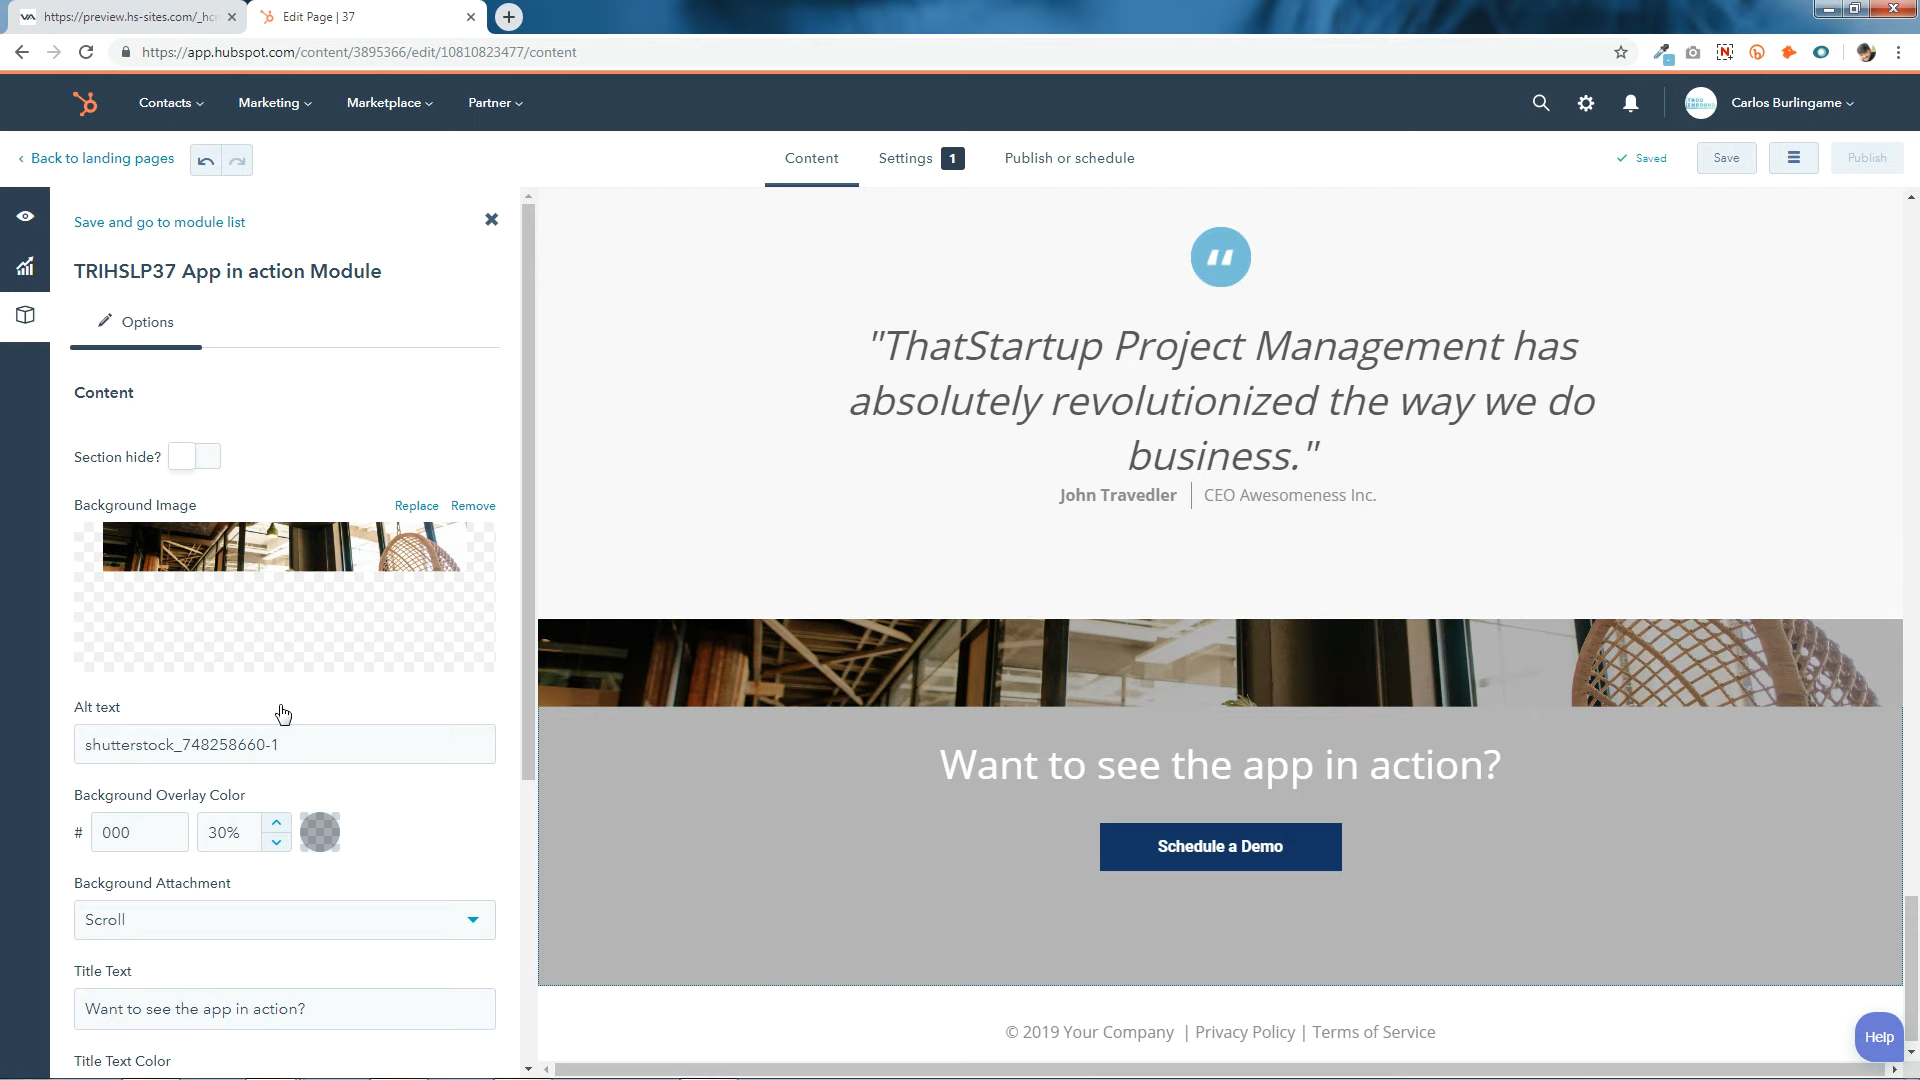 https://preview.hs-sites.com/_hcr
Edit Page | 37
https://app.hubspot.com/content/3895366/edit/10810823477/content
Contacts
Marketing
Marketplace
Partner
Carlos Burlingame
Back to landing pages
Content
Settings 1
Publish or schedule
Saved
Save
Publish
Save and go to module list
TRIHSLP37 App in action Module
Options
Content
Section hide?
Background Image
Replace Remove
Alt text
shutterstock_748258660-1
Background Overlay Color
# 000 30%
Background Attachment
Scroll
Title Text
Want to see the app in action?
Title Text Color
"ThatStartup Project Management has
absolutely revolutionized the way we do
business."
John Travedler CEO Awesomeness Inc.
Want to see the app in action?
Schedule a Demo
© 2019 Your Company | Privacy Policy | Terms of Service
Help